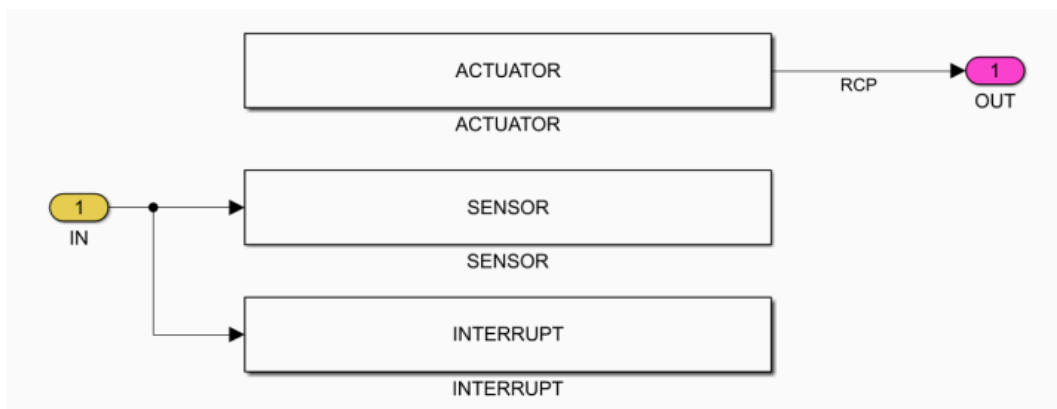 ACTUATOR
1
RCP
OUT
ACTUATOR
SENSOR
1
IN
SENSOR
INTERRUPT
INTERRUPT